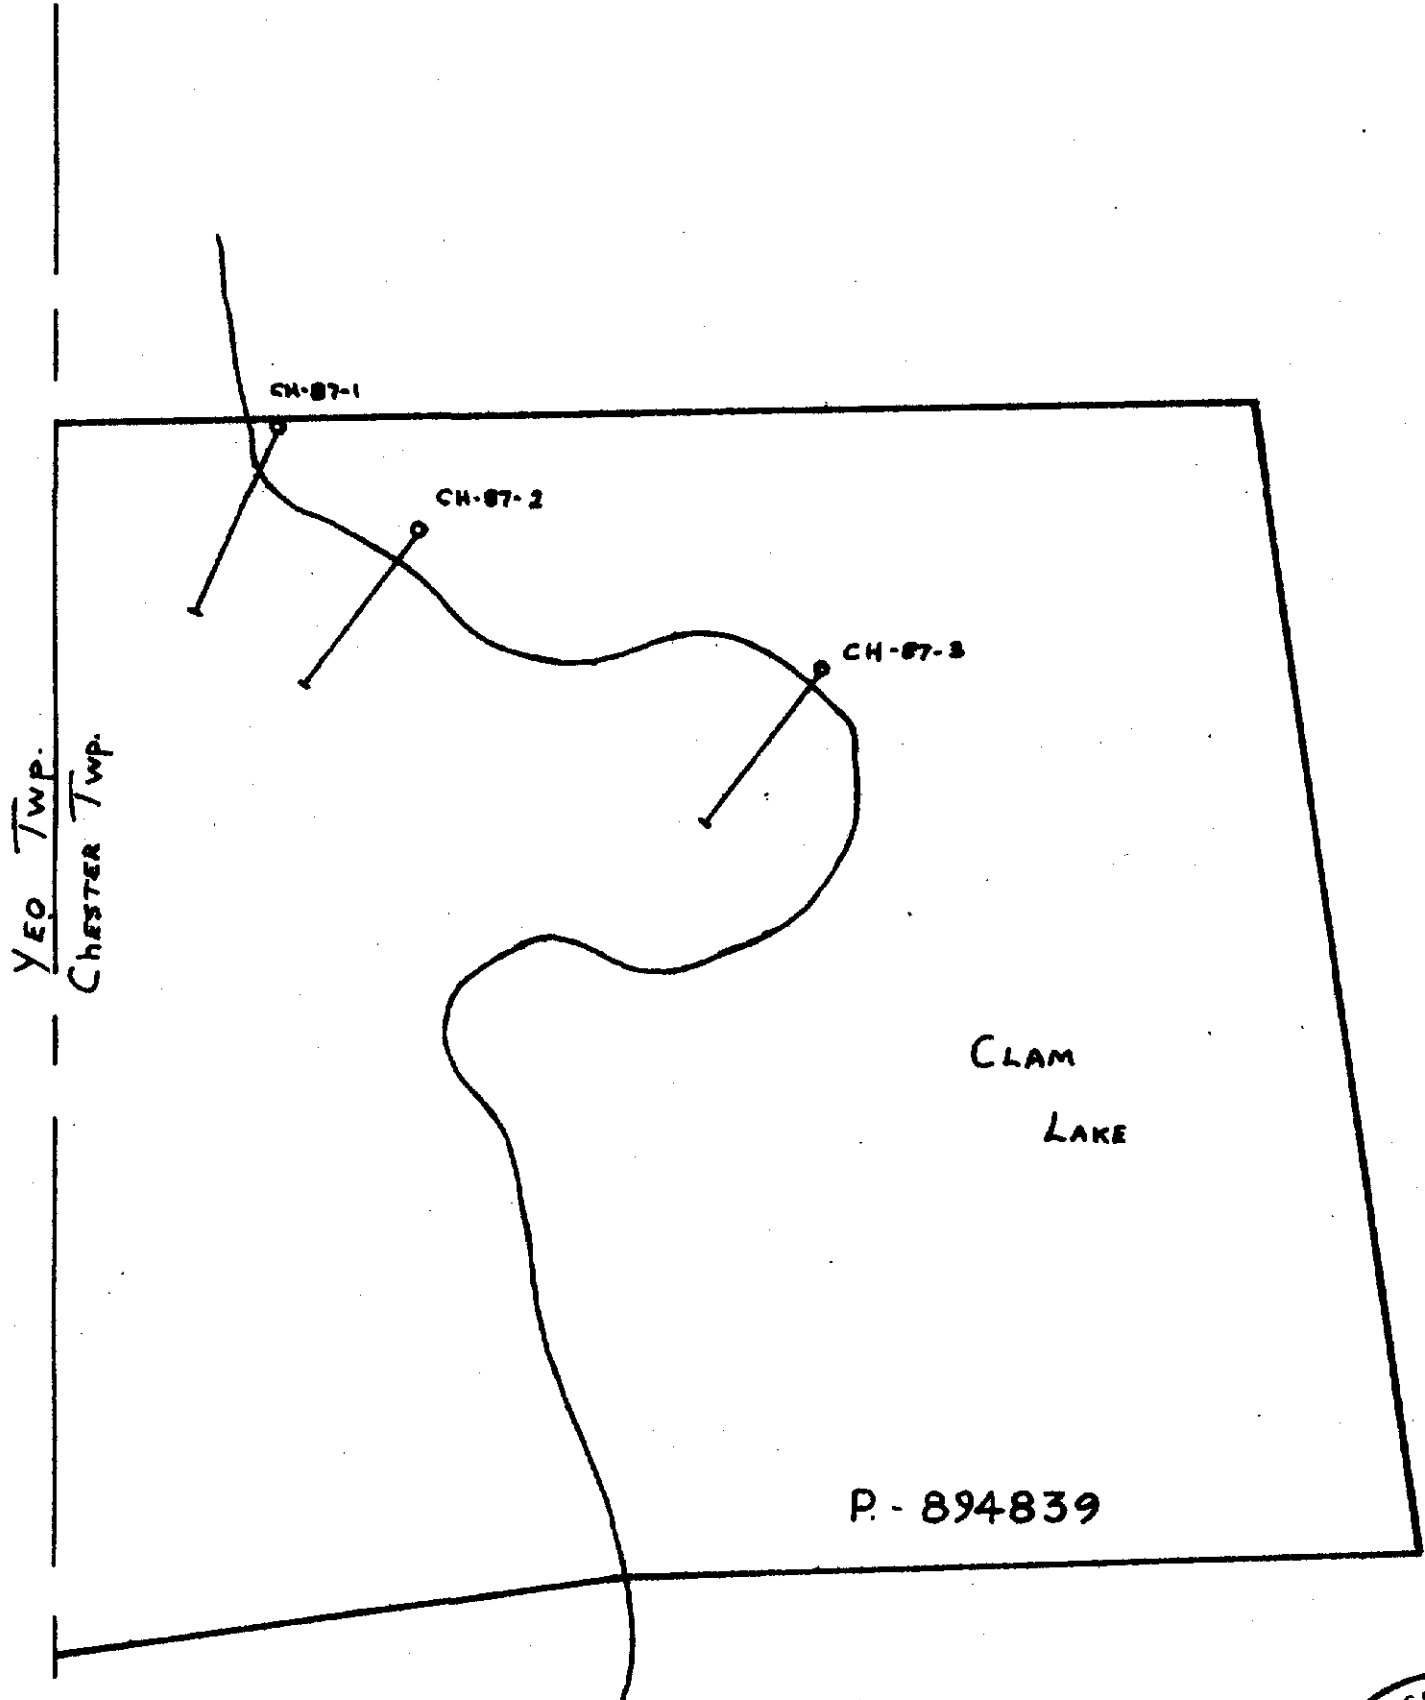 CH-87-1
CH-87-2
CH-87-3
YEO TWP.
CHESTER TWP.
CLAM
LAKE
P. - 894839